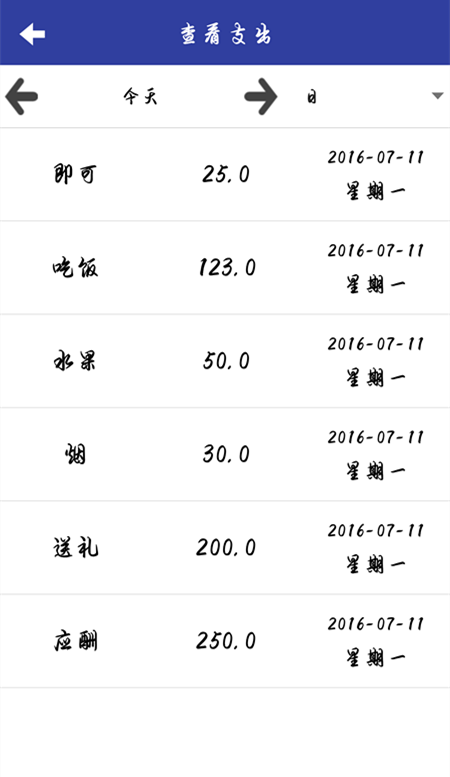 查看支出
今天 日
即可 25.0 2016-07-11
星期一
吃饭 123.0 2016-07-11
星期一
水果 50.0 2016-07-11
星期一
烟 30.0 2016-07-11
星期一
送礼 200.0 2016-07-11
星期一
应酬 250.0 2016-07-11
星期一